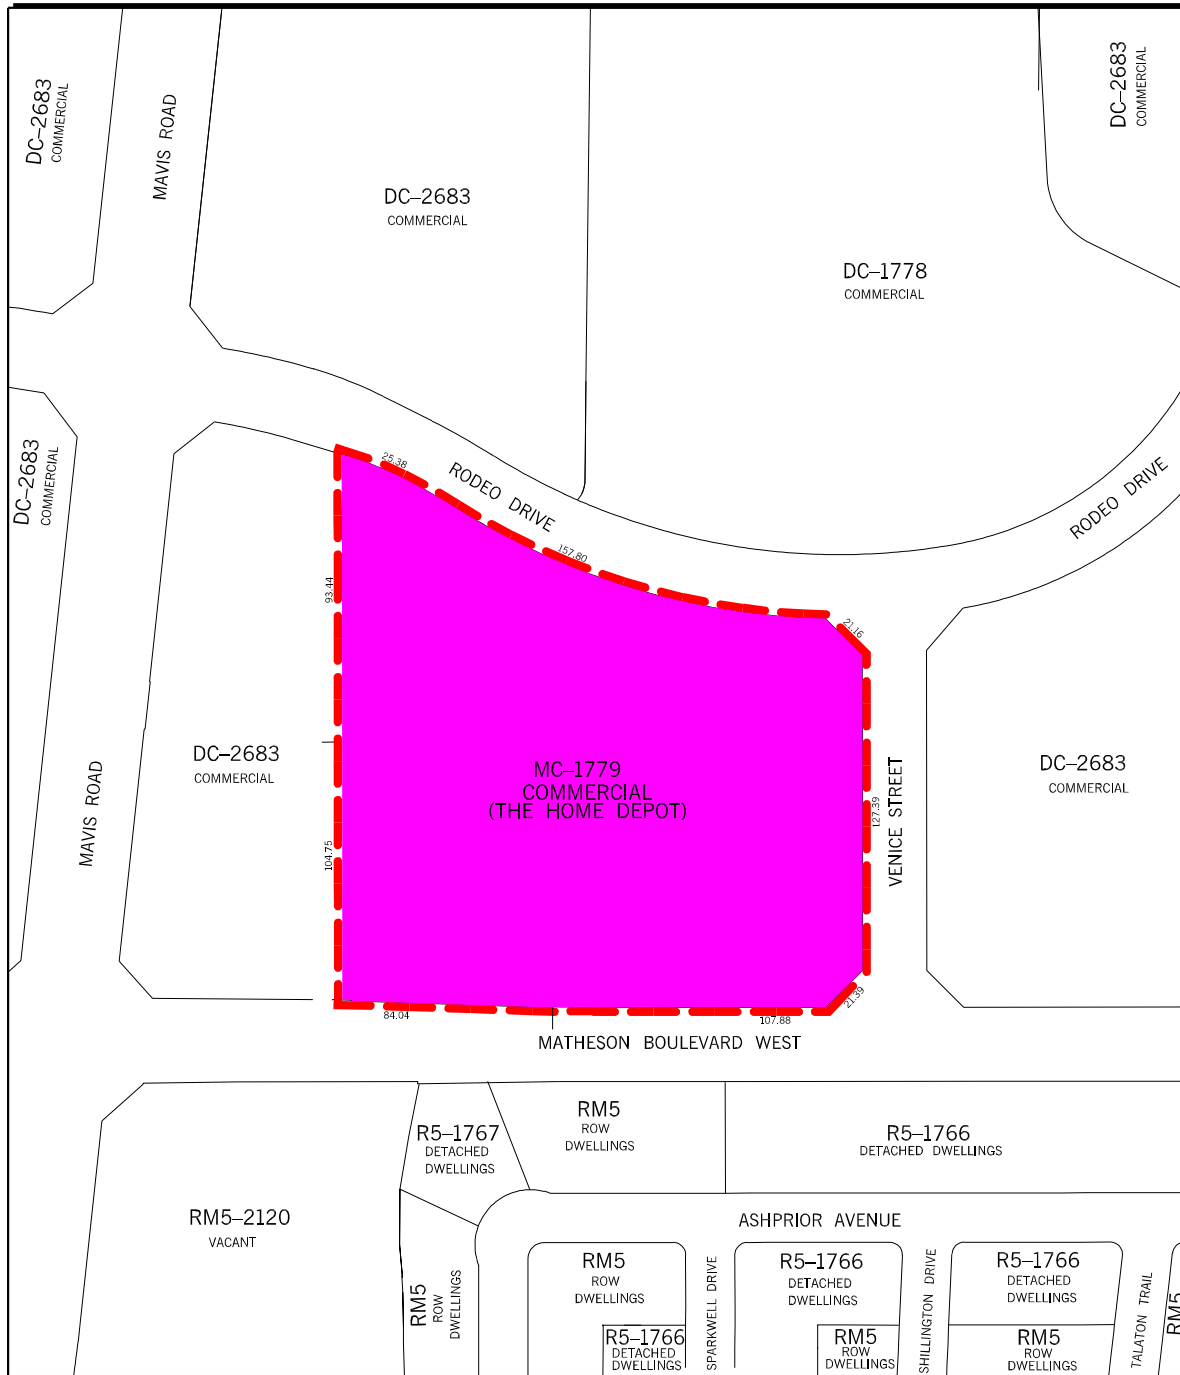 DC–2683
COMMERCIAL
MAVIS ROAD
DC–2683
COMMERCIAL
DC–2683
COMMERCIAL
DC–1778
COMMERCIAL
DC–2683
COMMERCIAL
25.38
RODEO DRIVE
157.80
RODEO DRIVE
93.44
21.16
DC–2683
COMMERCIAL
MAVIS ROAD
MC–1779
COMMERCIAL
(THE HOME DEPOT)
127.39
VENICE STREET
DC–2683
COMMERCIAL
104.75
84.04
107.88
21.39
MATHESON BOULEVARD WEST
R5–1767
DETACHED
DWELLINGS
RM5
ROW
DWELLINGS
R5–1766
DETACHED DWELLINGS
RM5–2120
VACANT
ASHPRIOR AVENUE
RM5
ROW
DWELLINGS
RM5
ROW
DWELLINGS
R5–1766
DETACHED
DWELLINGS
SPARKWELL DRIVE
R5–1766
DETACHED
DWELLINGS
RM5
ROW
DWELLINGS
SHILLINGTON DRIVE
R5–1766
DETACHED
DWELLINGS
RM5
ROW
DWELLINGS
TALATON TRAIL
RM5